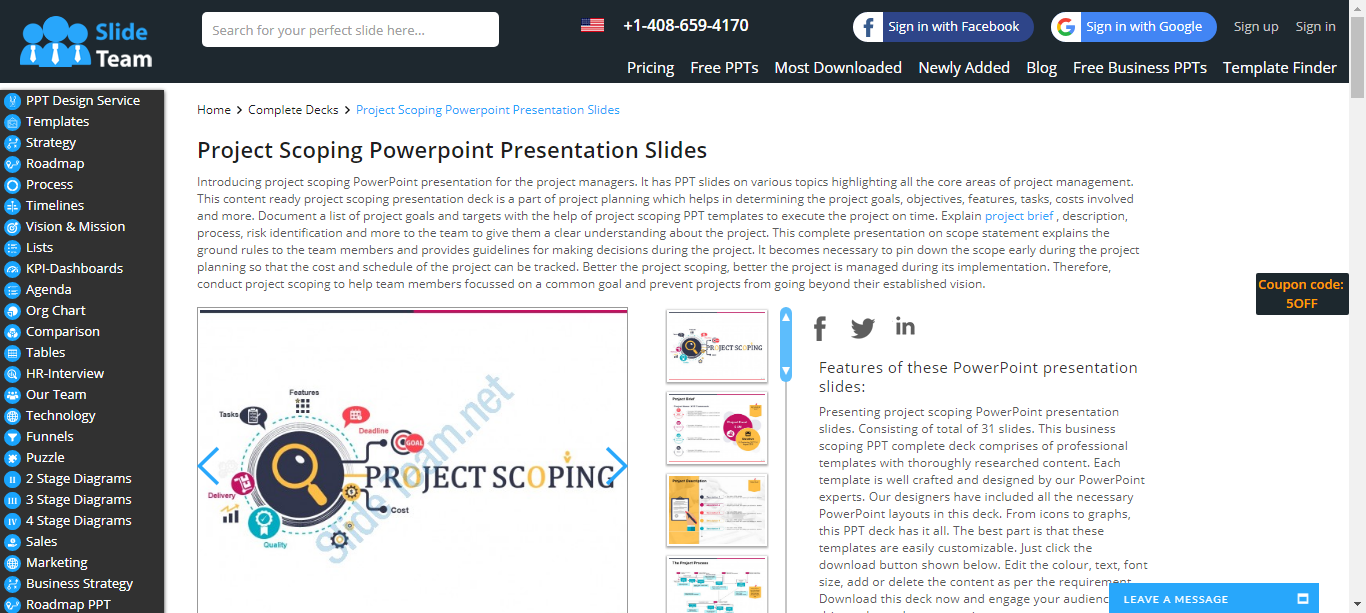 Slide
Team
Search for your perfect slide here...
+1-408-659-4170
Sign in with Facebook
Sign in with Google
Sign up
Sign in
Pricing
Free PPTs
Most Downloaded
Newly Added
Blog
Free Business PPTs
Template Finder
PPT Design Service
Templates
Strategy
Roadmap
Process
Timelines
Vision & Mission
Lists
KPI-Dashboards
Agenda
Org Chart
Comparison
Tables
HR-Interview
Our Team
Technology
Funnels
Puzzle
2 Stage Diagrams
3 Stage Diagrams
4 Stage Diagrams
Sales
Marketing
Business Strategy
Roadmap PPT
Home > Complete Decks > Project Scoping Powerpoint Presentation Slides
Project Scoping Powerpoint Presentation Slides
Introducing project scoping PowerPoint presentation for the project managers. It has PPT slides on various topics highlighting all the core areas of project management.
This content ready project scoping presentation deck is a part of project planning which helps in determining the project goals, objectives, features, tasks, costs involved
and more. Document a list of project goals and targets with the help of project scoping PPT templates to execute the project on time. Explain project brief , description,
process, risk identification and more to the team to give them a clear understanding about the project. This complete presentation on scope statement explains the
ground rules to the team members and provides guidelines for making decisions during the project. It becomes necessary to pin down the scope early during the project
planning so that the cost and schedule of the project can be tracked. Better the project scoping, better the project is managed during its implementation. Therefore,
conduct project scoping to help team members focussed on a common goal and prevent projects from going beyond their established vision.
Coupon code:
5OFF
Features
Tasks
Deadline
GOAL
PROJECT SCOPING
Delivery
Cost
Quality
SlideTeam.net
PROJECT SCOPING
Project Brief
Project Description
The Project Process
Features of these PowerPoint presentation
slides:
Presenting project scoping PowerPoint presentation
slides. Consisting of total of 31 slides. This business
scoping PPT complete deck comprises of professional
templates with thoroughly researched content. Each
template is well crafted and designed by our PowerPoint
experts. Our designers have included all the necessary
PowerPoint layouts in this deck. From icons to graphs,
this PPT deck has it all. The best part is that these
templates are easily customizable. Just click the
download button shown below. Edit the colour, text, font
size, add or delete the content as per the requirement.
Download this deck now and engage your audience
LEAVE A MESSAGE